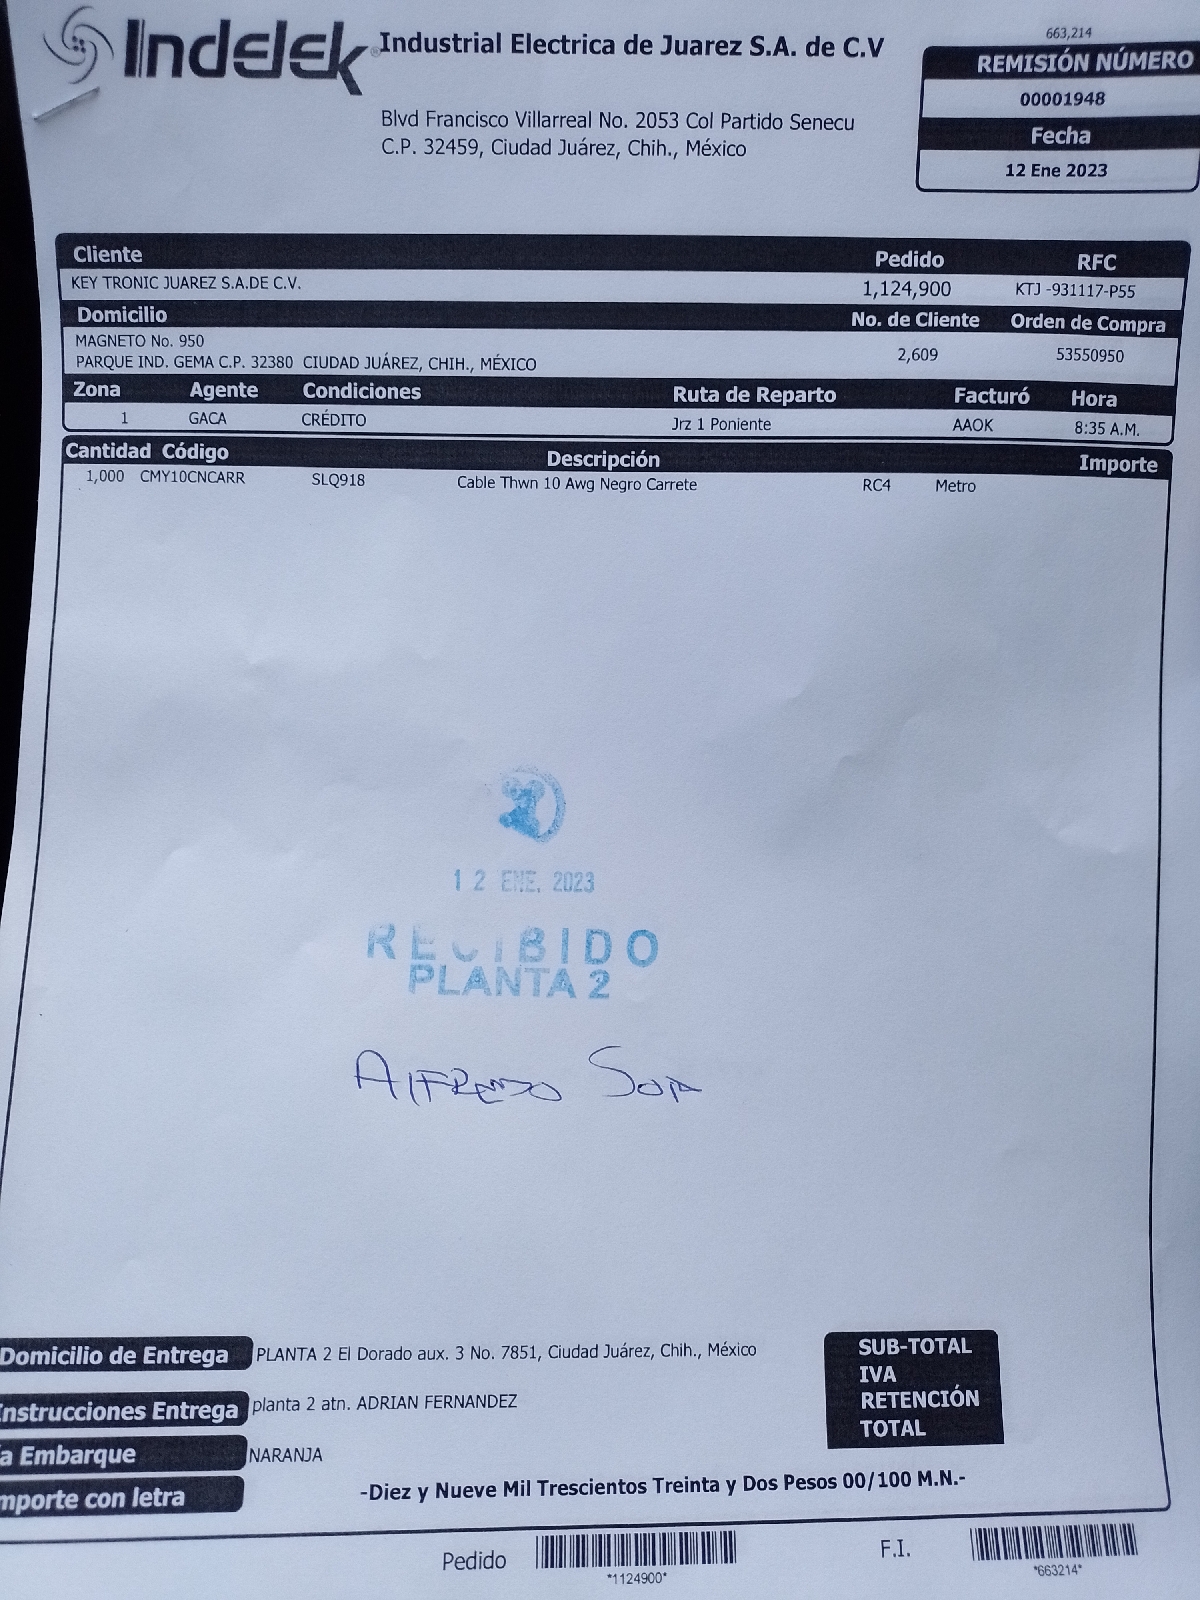 Indelek® Industrial Electrica de Juarez S.A. de C.V
Blvd Francisco Villarreal No. 2053 Col Partido Senecu
C.P. 32459, Ciudad Juárez, Chih., México
663,214
REMISIÓN NÚMERO
00001948
Fecha
12 Ene 2023
Cliente Pedido RFC
KEY TRONIC JUAREZ S.A.DE C.V. 1,124,900 KTJ -931117-P55
Domicilio No. de Cliente Orden de Compra
MAGNETO No. 950
PARQUE IND. GEMA C.P. 32380 CIUDAD JUÁREZ, CHIH., MÉXICO 2,609 53550950
Zona Agente Condiciones Ruta de Reparto Facturó Hora
1 GACA CRÉDITO Jrz 1 Poniente AAOK 8:35 A.M.
Cantidad Código Descripción Importe
1,000 CMY10CNCARR SLQ918 Cable Thwn 10 Awg Negro Carrete RC4 Metro
12 ENE. 2023
RECIBIDO
PLANTA 2
Alfredo
Domicilio de Entrega PLANTA 2 El Dorado aux. 3 No. 7851, Ciudad Juárez, Chih., México
nstrucciones Entrega planta 2 atn. ADRIAN FERNANDEZ
a Embarque NARANJA
mporte con letra -Diez y Nueve Mil Trescientos Treinta y Dos Pesos 00/100 M.N.-
SUB-TOTAL
IVA
RETENCIÓN
TOTAL
Pedido *1124900* F.I. *663214*